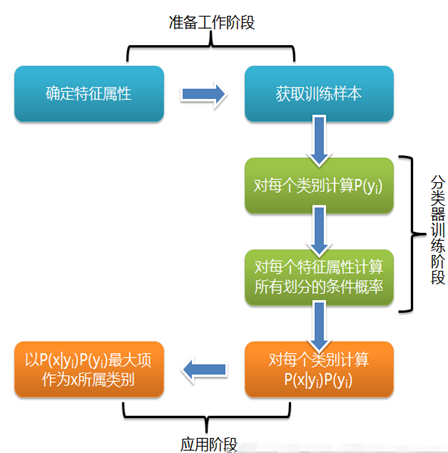 准备工作阶段
确定特征属性
获取训练样本
对每个类别计算P(yᵢ)
对每个特征属性计算
所有划分的条件概率
分类器训练阶段
以P(x|yᵢ)P(yᵢ)最大项
作为x所属类别
对每个类别计算
P(x|yᵢ)P(yᵢ)
应用阶段